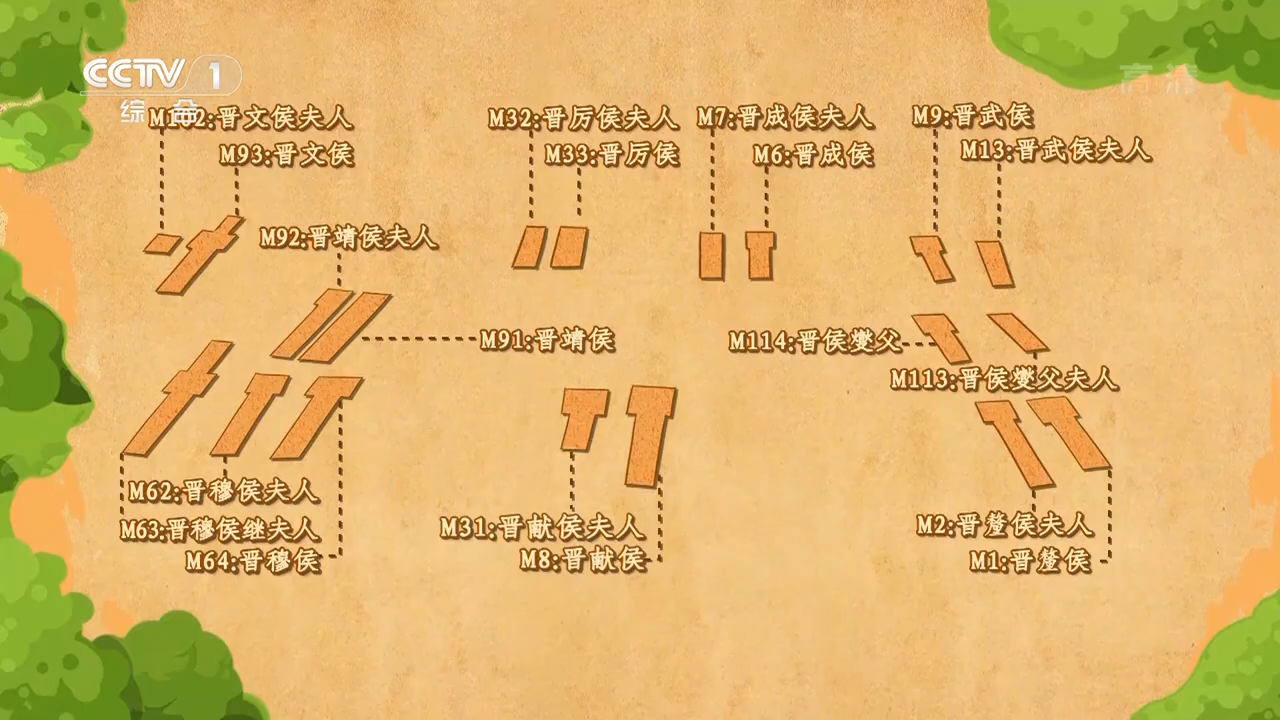 CCTV 1
综合
高清
M102:晋文侯夫人
M93:晋文侯
M32:晋厉侯夫人
M33:晋厉侯
M7:晋成侯夫人
M6:晋成侯
M9:晋武侯
M13:晋武侯夫人
M92:晋靖侯夫人
M91:晋靖侯
M114:晋侯燮父
M113:晋侯燮父夫人
M62:晋穆侯夫人
M63:晋穆侯继夫人
M64:晋穆侯
M31:晋献侯夫人
M8:晋献侯
M2:晋釐侯夫人
M1:晋釐侯